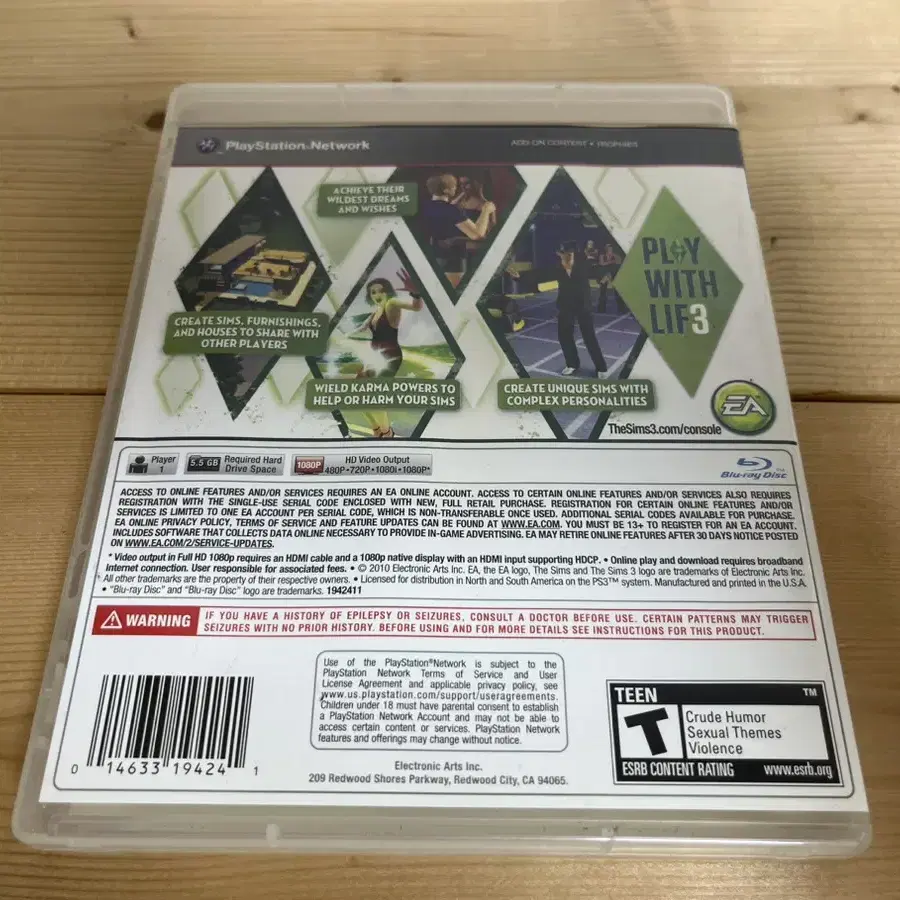 PlayStation®Network
ADD-ON CONTENT • TROPHIES
ACHIEVE THEIR
WILDEST DREAMS
AND WISHES
PLAY
WITH
LIF3
CREATE SIMS, FURNISHINGS,
AND HOUSES TO SHARE WITH
OTHER PLAYERS
WIELD KARMA POWERS TO
HELP OR HARM YOUR SIMS
CREATE UNIQUE SIMS WITH
COMPLEX PERSONALITIES
EA
TheSims3.com/console
Player
1
5.5 GB
Required Hard
Drive Space
1080P
HD Video Output
480P•720P•1080i•1080P*
Blu-ray Disc™
ACCESS TO ONLINE FEATURES AND/OR SERVICES REQUIRES AN EA ONLINE ACCOUNT. ACCESS TO CERTAIN ONLINE FEATURES AND/OR SERVICES ALSO REQUIRES
REGISTRATION WITH THE SINGLE-USE SERIAL CODE ENCLOSED WITH NEW, FULL RETAIL PURCHASE. REGISTRATION FOR CERTAIN ONLINE FEATURES AND/OR
SERVICES IS LIMITED TO ONE EA ACCOUNT PER SERIAL CODE, WHICH IS NON-TRANSFERABLE ONCE USED. ADDITIONAL SERIAL CODES AVAILABLE FOR PURCHASE.
EA ONLINE PRIVACY POLICY, TERMS OF SERVICE AND FEATURE UPDATES CAN BE FOUND AT WWW.EA.COM. YOU MUST BE 13+ TO REGISTER FOR AN EA ACCOUNT.
INCLUDES SOFTWARE THAT COLLECTS DATA ONLINE NECESSARY TO PROVIDE IN-GAME ADVERTISING. EA MAY RETIRE ONLINE FEATURES AFTER 30 DAYS NOTICE POSTED
ON WWW.EA.COM/2/SERVICE-UPDATES.
* Video output in Full HD 1080p requires an HDMI cable and a 1080p native display with an HDMI input supporting HDCP. • Online play and download requires broadband
Internet connection. User responsible for associated fees. • © 2010 Electronic Arts Inc. EA, the EA logo, The Sims and The Sims 3 logo are trademarks of Electronic Arts Inc.
All other trademarks are the property of their respective owners. • Licensed for distribution in North and South America on the PS3™ system. Manufactured and printed in the U.S.A.
• "Blu-ray Disc" and "Blu-ray Disc" logo are trademarks. 1942411
WARNING
IF YOU HAVE A HISTORY OF EPILEPSY OR SEIZURES, CONSULT A DOCTOR BEFORE USE. CERTAIN PATTERNS MAY TRIGGER
SEIZURES WITH NO PRIOR HISTORY. BEFORE USING AND FOR MORE DETAILS SEE INSTRUCTIONS FOR THIS PRODUCT.
Use of the PlayStation®Network is subject to the
PlayStation Network Terms of Service and User
License Agreement and applicable privacy policy, see
www.us.playstation.com/support/useragreements.
Children under 18 must have parental consent to establish
a PlayStation Network Account and may not be able to
access certain content or services. PlayStation Network
features and offerings may change without notice.
Electronic Arts Inc.
209 Redwood Shores Parkway, Redwood City, CA 94065.
0 14633 19424 1
TEEN ™
T
Crude Humor
Sexual Themes
Violence
ESRB CONTENT RATING www.esrb.org